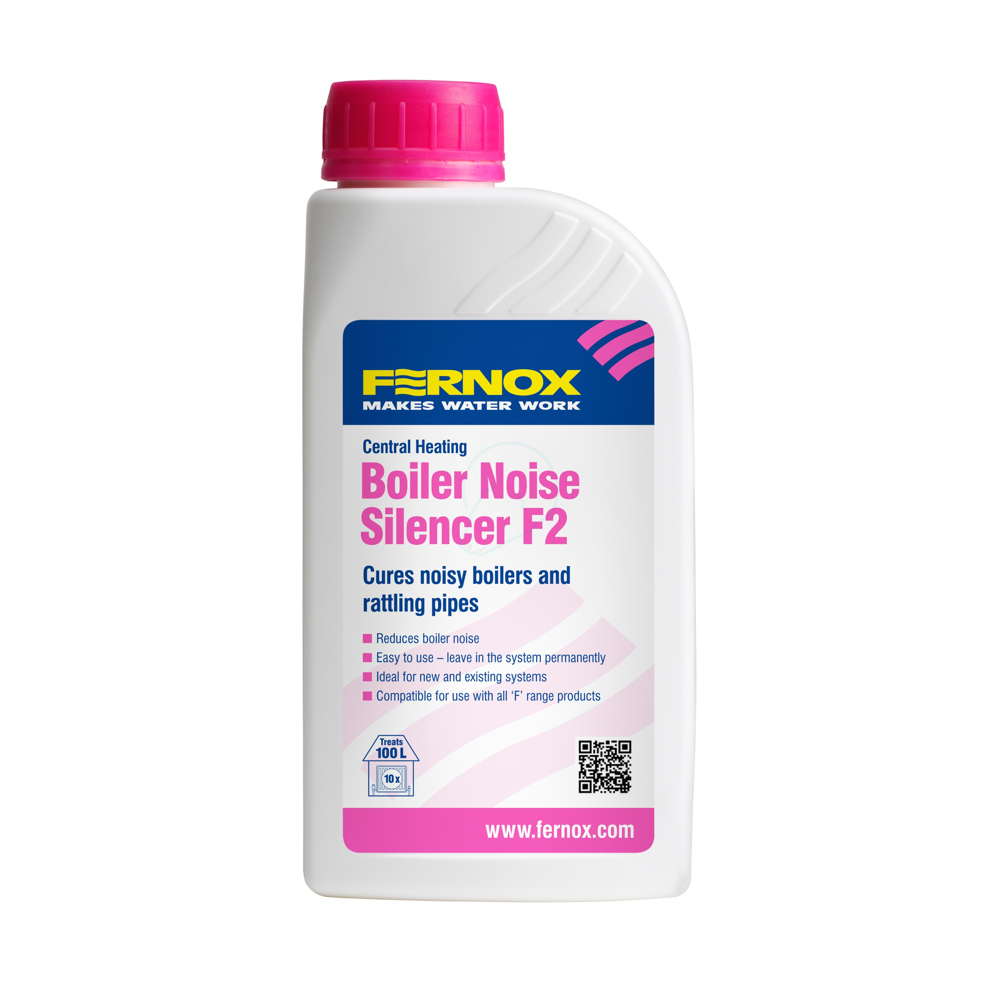 FERNOX
MAKES WATER WORK
Central Heating
Boiler Noise
Silencer F2
Cures noisy boilers and
rattling pipes
Reduces boiler noise
Easy to use – leave in the system permanently
Ideal for new and existing systems
Compatible for use with all ‘F’ range products
Treats
100 L
10 x
www.fernox.com